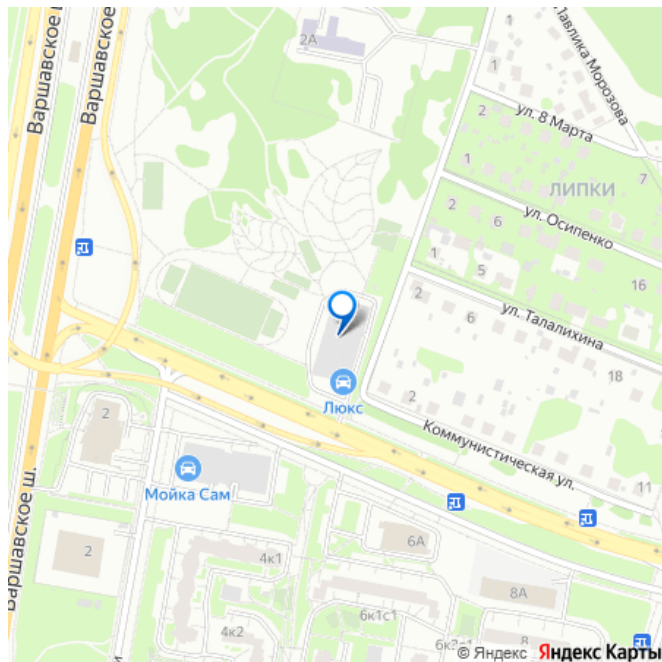 Варшавское ш.
Варшавское
2А
1
Павлика Морозова
1
2
ул. 8 Марта
1
7
ЛИПКИ
2
ул. Осипенко
6
1
5
16
2
ул. Талалихина
6
18
Люкс
2
Коммунистическая ул.
11
2
Мойка Сам
Варшавское ш.
6А
2
4к1
8А
6к1с1
4к2
8
© Яндекс Яндекс Карты